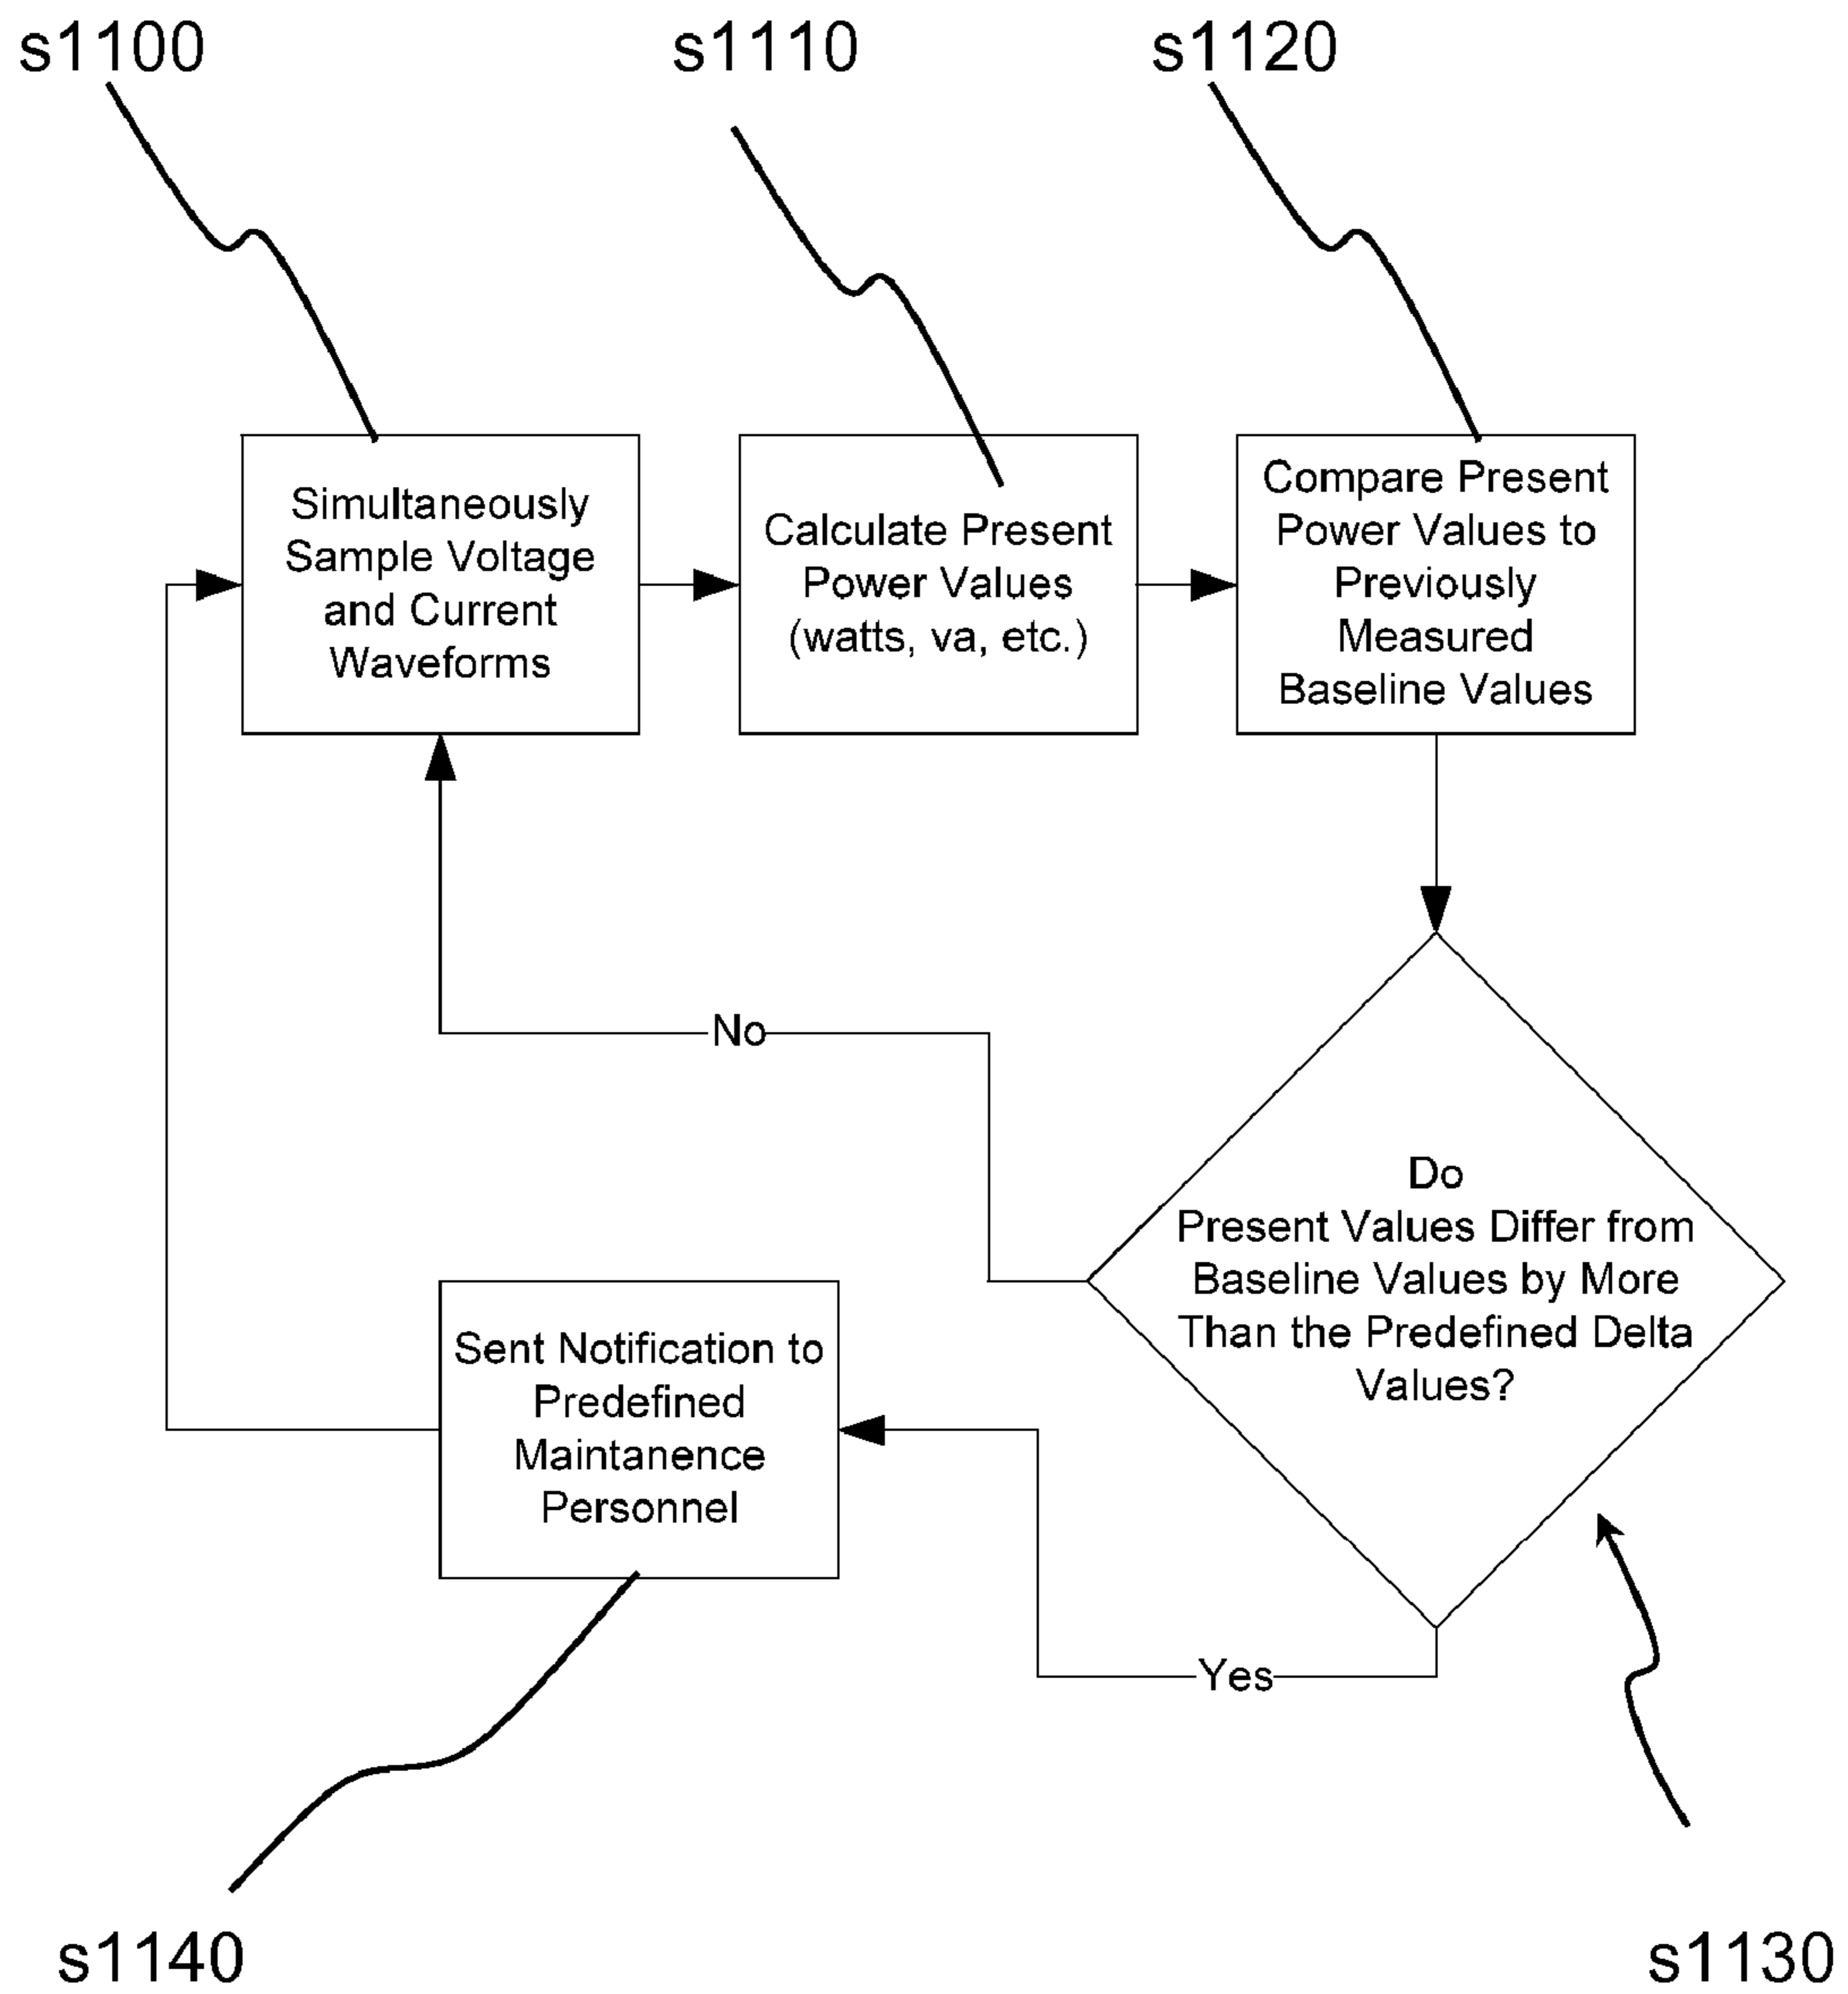 s1100
s1110
s1120
Simultaneously
Sample Voltage
and Current
Waveforms
Calculate Present
Power Values
(watts, va, etc.)
Compare Present
Power Values to
Previously
Measured
Baseline Values
No
Do
Present Values Differ from
Baseline Values by More
Than the Predefined Delta
Values?
Sent Notification to
Predefined
Maintanence
Personnel
Yes
s1140
s1130